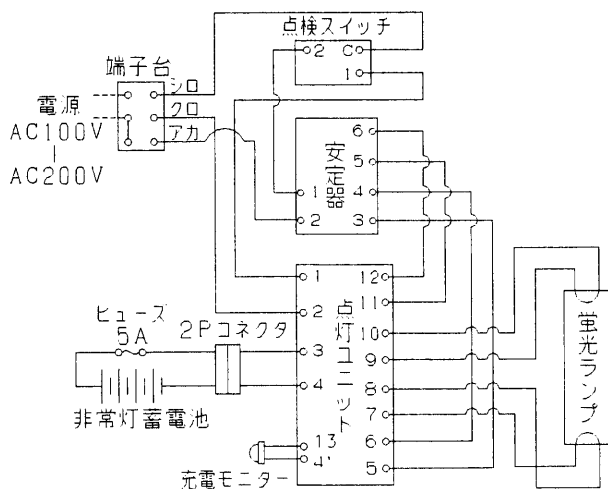 点検スイッチ
2 C
1
端子台
シロ
クロ
アカ
電源
AC100V
|
AC200V
安定器
6
5
4
3
1
2
点灯ユニット
1
2
3
4
13
4'
12
11
10
9
8
7
6
5
ヒューズ
5A
2Pコネクタ
非常灯蓄電池
充電モニター
蛍光ランプ